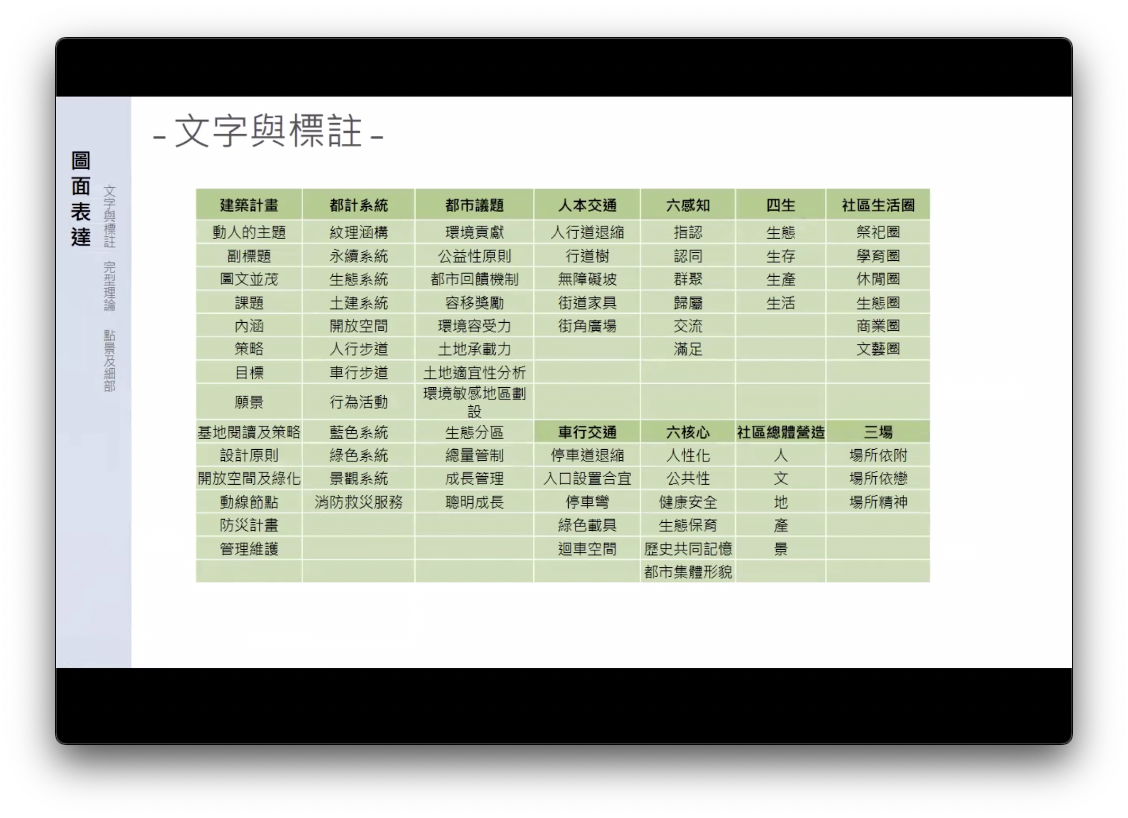 -文字與標註-
圖面表達
文字與標註 完型理論 點景及細部
建築計畫 都計系統 都市議題 人本交通 六感知 四生 社區生活圈
動人的主題 紋理涵構 環境貢獻 人行道退縮 指認 生態 祭祀圈
副標題 永續系統 公益性原則 行道樹 認同 生存 學育圈
圖文並茂 生態系統 都市回饋機制 無障礙坡 群聚 生產 休閒圈
課題 土建系統 容移獎勵 街道家具 歸屬 生活 生態圈
內涵 開放空間 環境容受力 街角廣場 交流 商業圈
策略 人行步道 土地承載力 滿足 文藝圈
目標 車行步道 土地適宜性分析
願景 行為活動 環境敏感地區劃
設
基地閱讀及策略 藍色系統 生態分區 車行交通 六核心 社區總體營造 三場
設計原則 綠色系統 總量管制 停車道退縮 人性化 人 場所依附
開放空間及綠化 景觀系統 成長管理 入口設置合宜 公共性 文 場所依戀
動線節點 消防救災服務 聰明成長 停車彎 健康安全 地 場所精神
防災計畫 綠色載具 生態保育 產
管理維護 迴車空間 歷史共同記憶 景
都市集體形貌